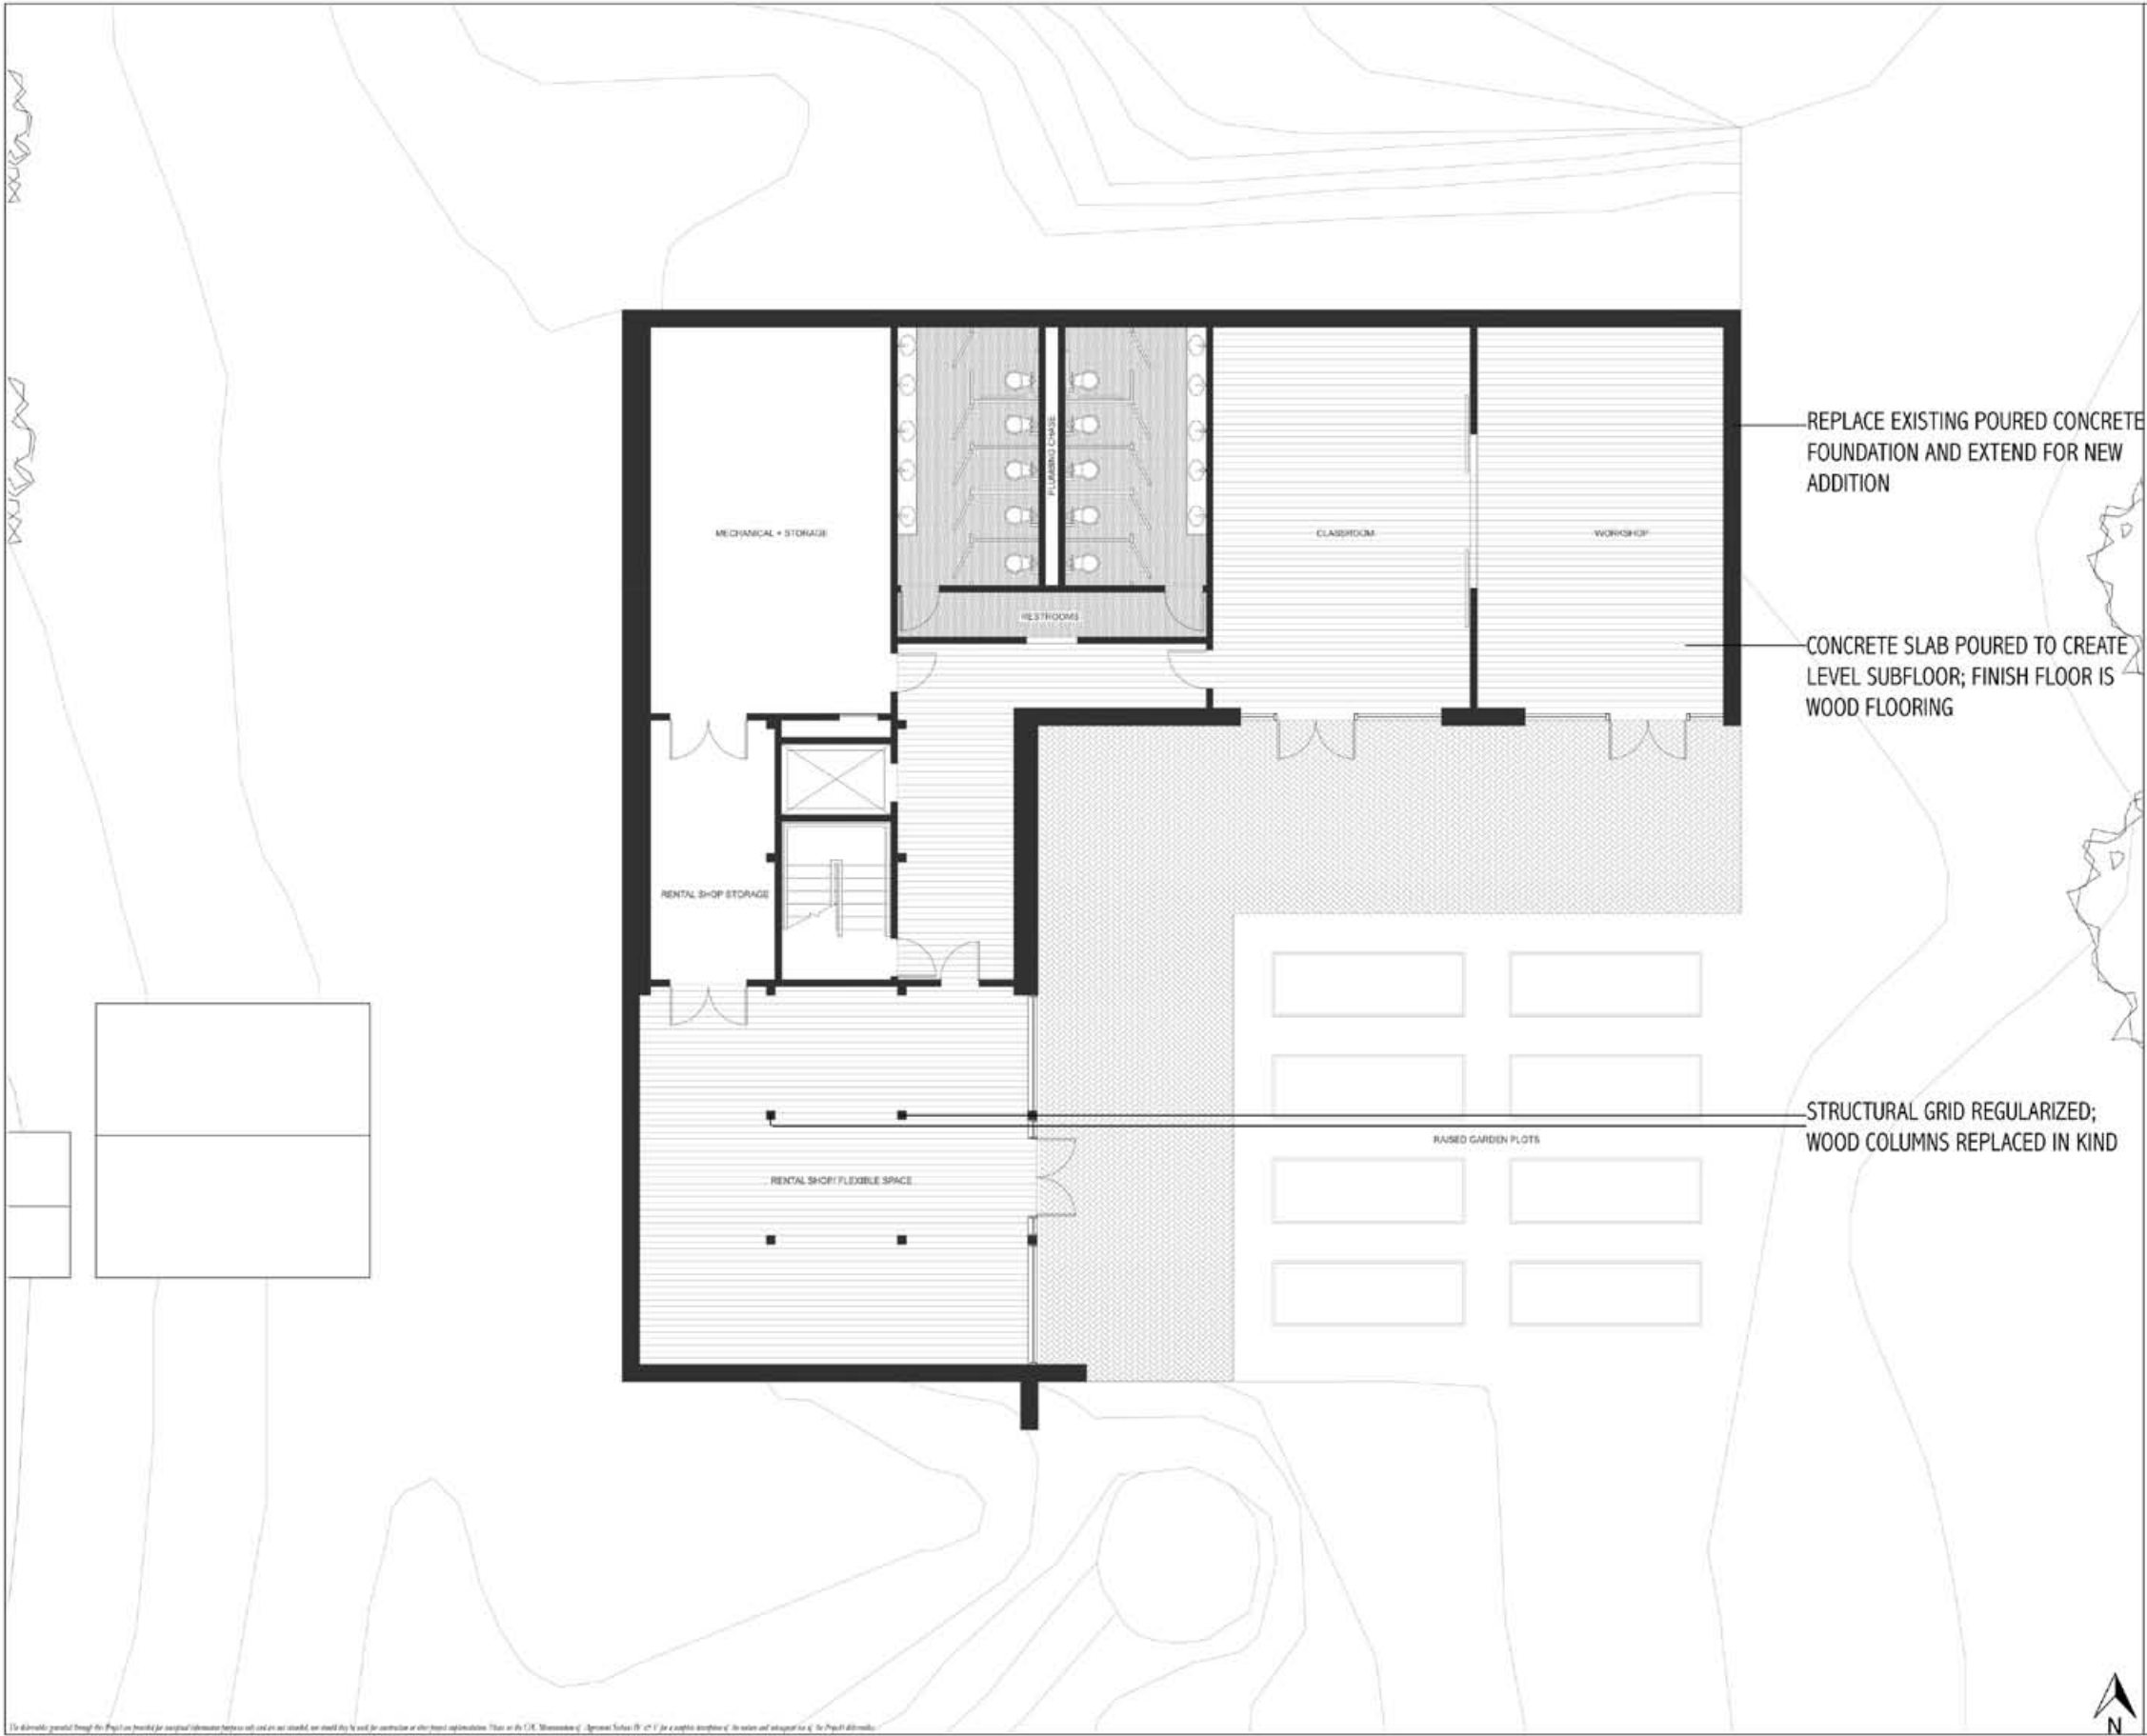 REPLACE EXISTING POURED CONCRETE
FOUNDATION AND EXTEND FOR NEW
ADDITION
PLUMBING CHASE
MECHANICAL + STORAGE
CLASSROOM
WORKSHOP
RESTROOMS
CONCRETE SLAB POURED TO CREATE
LEVEL SUBFLOOR; FINISH FLOOR IS
WOOD FLOORING
RENTAL SHOP STORAGE
STRUCTURAL GRID REGULARIZED;
WOOD COLUMNS REPLACED IN KIND
RAISED GARDEN PLOTS
RENTAL SHOP/ FLEXIBLE SPACE
N